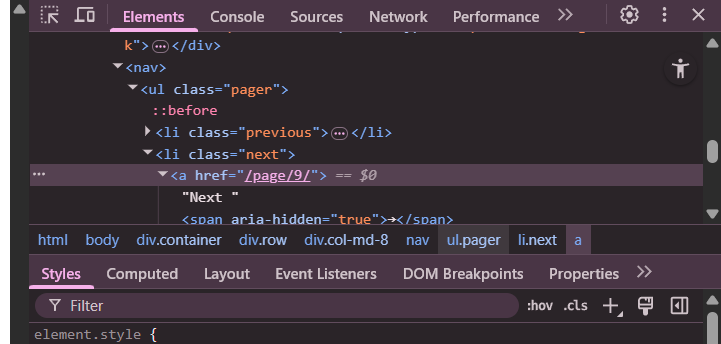 Elements Console Sources Network Performance
k"> </div>
<nav>
<ul class="pager">
::before
<li class="previous"> </li>
<li class="next">
<a href="/page/9/"> == $0
"Next "
<span aria-hidden="true">→</span>
html body div.container div.row div.col-md-8 nav ul.pager li.next a
Styles Computed Layout Event Listeners DOM Breakpoints Properties
Filter :hov .cls
element.style {